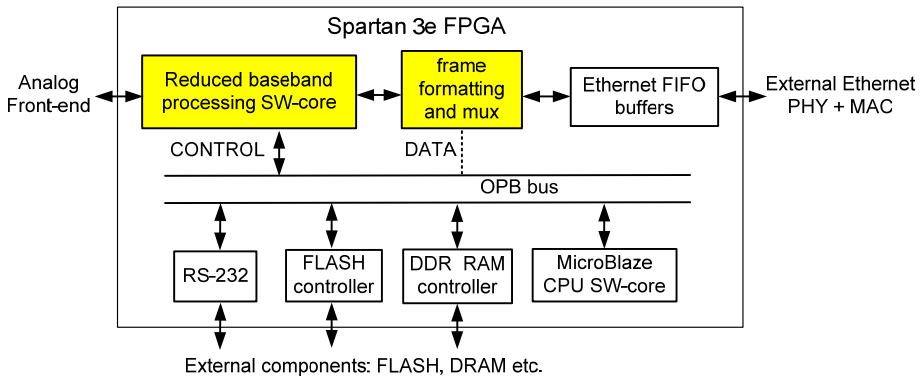 Spartan 3e FPGA
Analog
Front-end
Reduced baseband
processing SW-core
frame
formatting
and mux
Ethernet FIFO
buffers
External Ethernet
PHY + MAC
CONTROL
DATA
OPB bus
RS-232
FLASH
controller
DDR RAM
controller
MicroBlaze
CPU SW-core
External components: FLASH, DRAM etc.